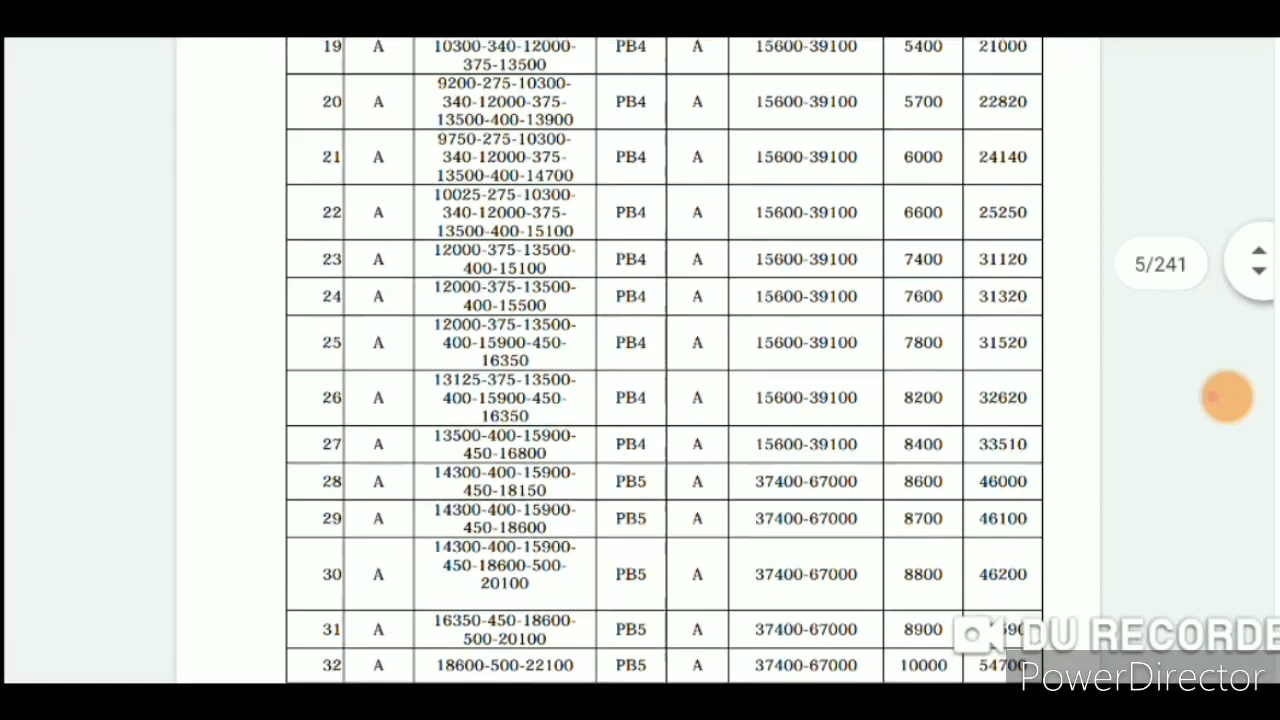 19 A 10300-340-12000- PB4 A 15600-39100 5400 21000
375-13500
9200-275-10300-
20 A 340-12000-375- PB4 A 15600-39100 5700 22820
13500-400-13900
9750-275-10300-
21 A 340-12000-375- PB4 A 15600-39100 6000 24140
13500-400-14700
10025-275-10300-
22 A 340-12000-375- PB4 A 15600-39100 6600 25250
13500-400-15100
23 A 12000-375-13500- PB4 A 15600-39100 7400 31120
400-15100
24 A 12000-375-13500- PB4 A 15600-39100 7600 31320
400-15500
12000-375-13500-
25 A 400-15900-450- PB4 A 15600-39100 7800 31520
16350
13125-375-13500-
26 A 400-15900-450- PB4 A 15600-39100 8200 32620
16350
27 A 13500-400-15900- PB4 A 15600-39100 8400 33510
450-16800
28 A 14300-400-15900- PB5 A 37400-67000 8600 46000
450-18150
29 A 14300-400-15900- PB5 A 37400-67000 8700 46100
450-18600
14300-400-15900-
30 A 450-18600-500- PB5 A 37400-67000 8800 46200
20100
31 A 16350-450-18600- PB5 A 37400-67000 8900
500-20100
32 A 18600-500-22100 PB5 A 37400-67000 10000 54700
5/241
DU RECORDE
PowerDirector